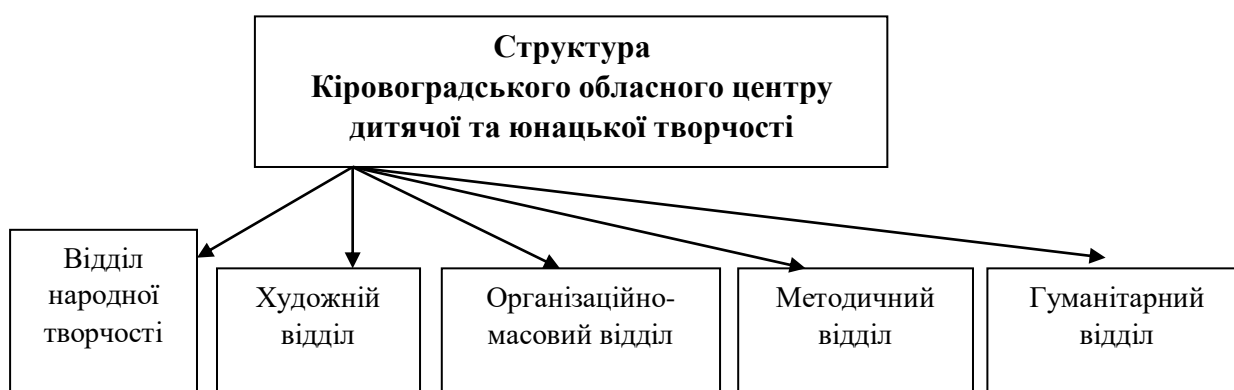 Структура
Кіровоградського обласного центру
дитячої та юнацької творчості
Відділ
народної
творчості
Художній
відділ
Організаційно-
масовий відділ
Методичний
відділ
Гуманітарний
відділ